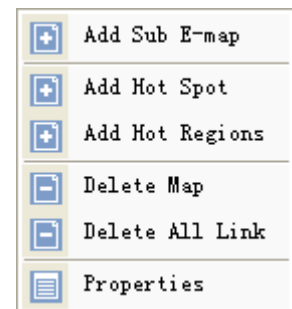 Add Sub E-map
Add Hot Spot
Add Hot Regions
Delete Map
Delete All Link
Properties